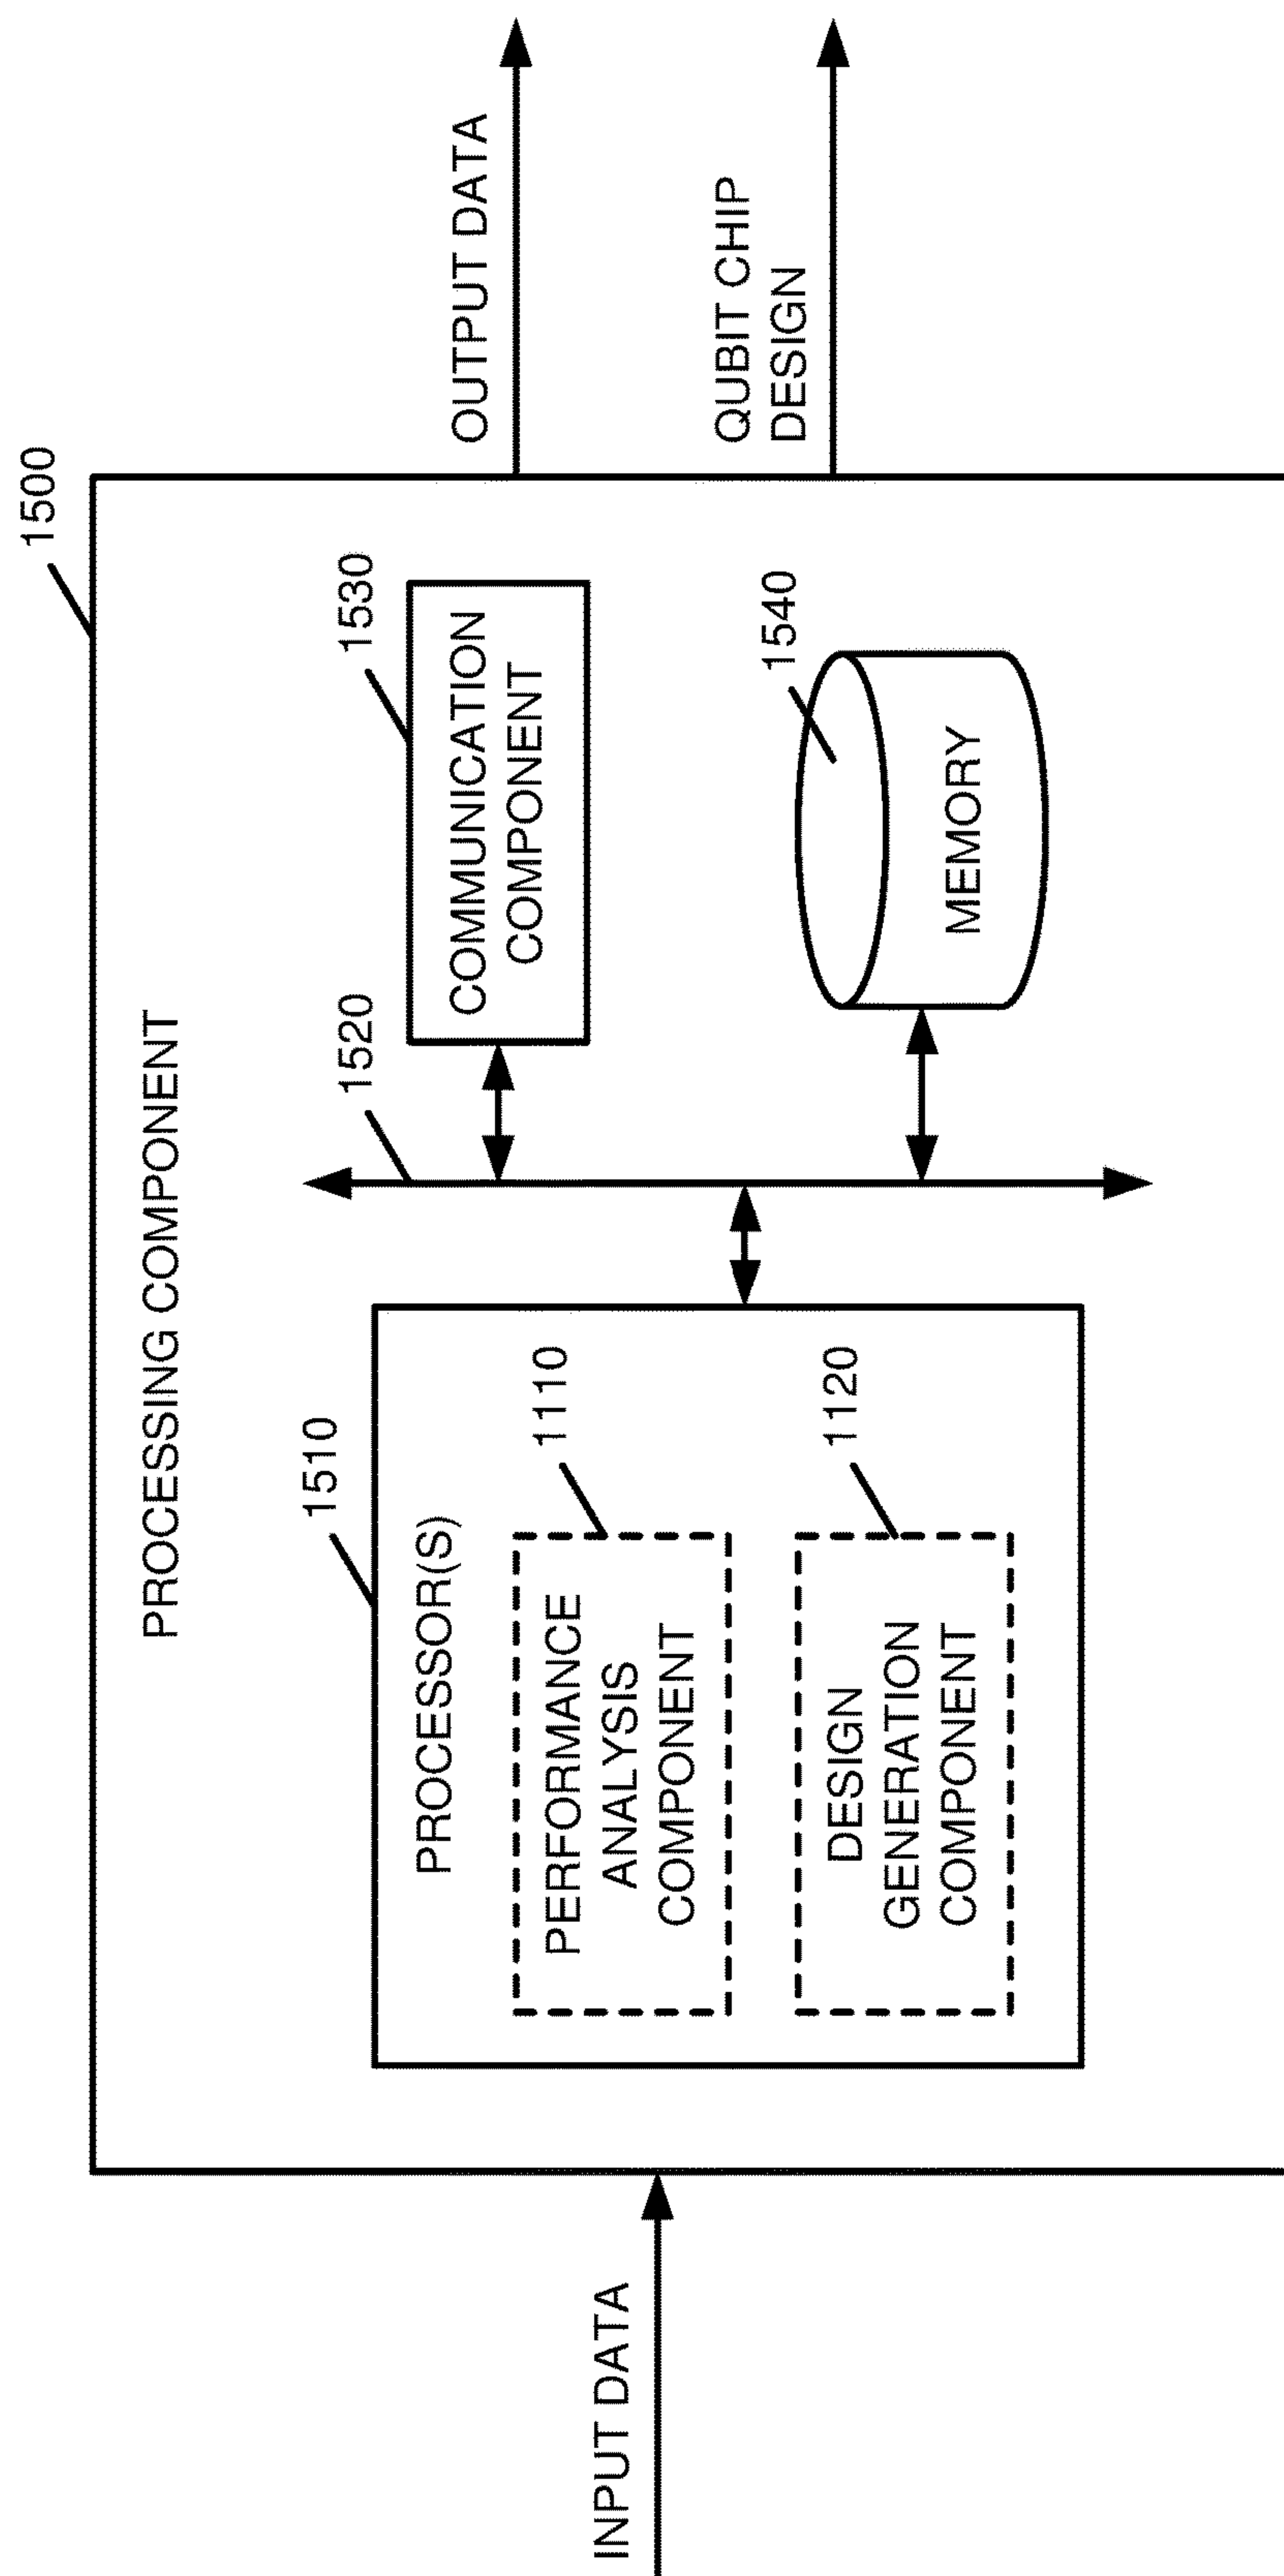 1500
PROCESSING COMPONENT
1510
PROCESSOR(S)
1110
PERFORMANCE
ANALYSIS
COMPONENT
1120
DESIGN
GENERATION
COMPONENT
1520
1530
COMMUNICATION
COMPONENT
1540
MEMORY
INPUT DATA
OUTPUT DATA
QUBIT CHIP
DESIGN